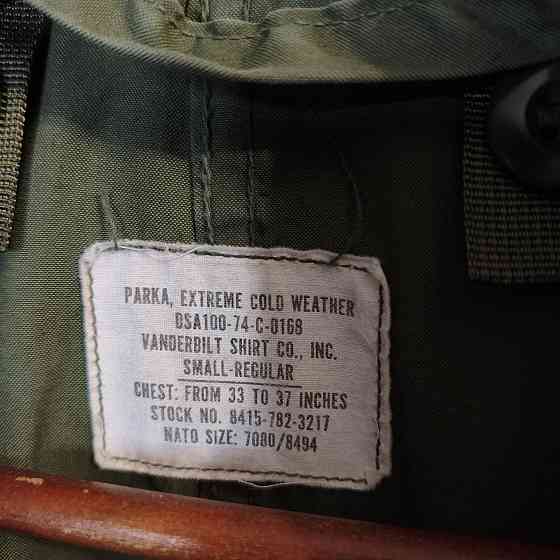 PARKA, EXTREME COLD WEATHER
DSA100-74-C-0168
VANDERBILT SHIRT CO., INC.
SMALL-REGULAR
CHEST: FROM 33 TO 37 INCHES
STOCK NO. 8415-782-3217
NATO SIZE: 7080/8494